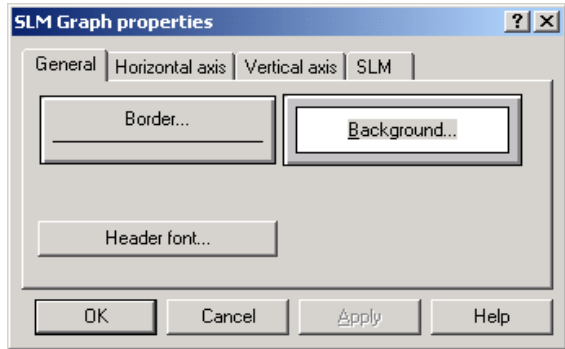 SLM Graph properties
General Horizontal axis Vertical axis SLM
Border... Background...
Header font...
OK Cancel Apply Help